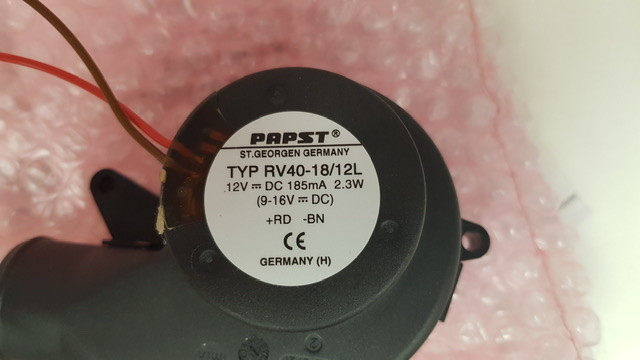 PAPST®
ST.GEORGEN GERMANY
TYP RV40-18/12L
12V ⎓ DC 185mA 2.3W
(9-16V ⎓ DC)
+RD -BN
CE
GERMANY (H)